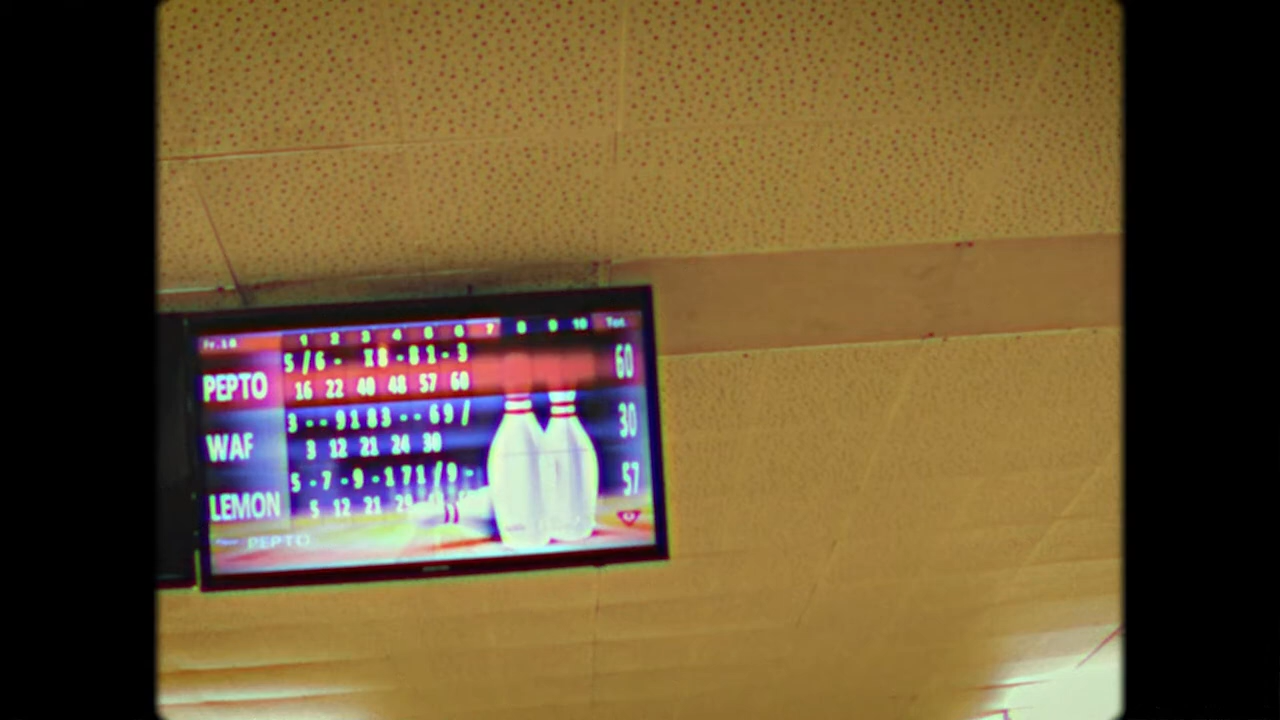 Fr.16 1 2 3 4 5 6 7 8 9 10 Tot.
5 / 6 - X 8 - 8 1 - 3
PEPTO 16 22 40 48 57 60 60
3 - - 9 1 8 3 - - 6 9 /
WAF 3 12 21 24 30 30
5 - 7 - 9 - 1 7 1 / 9 -
LEMON 5 12 21 29 57
PEPTO